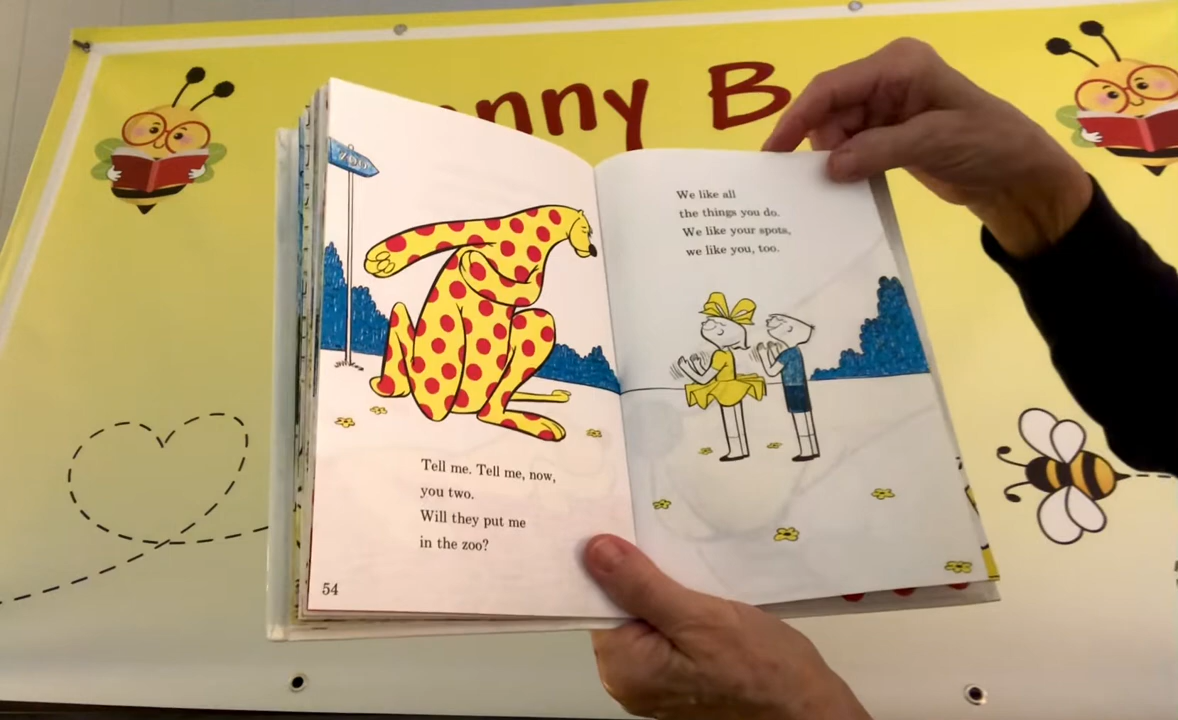 nny B
ZOO
Tell me. Tell me, now,
you two.
Will they put me
in the zoo?
54
We like all
the things you do.
We like your spots,
we like you, too.